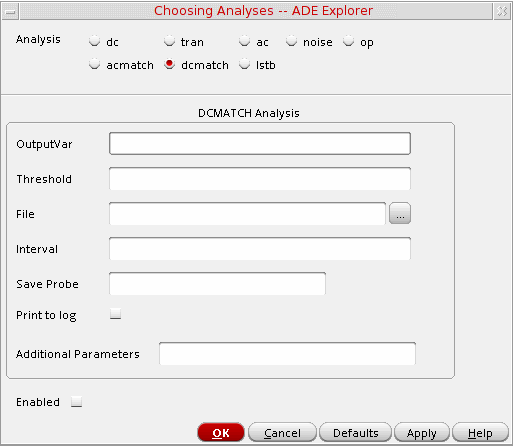 Choosing Analyses -- ADE Explorer
Analysis dc tran ac noise op
acmatch dcmatch lstb
DCMATCH Analysis
OutputVar
Threshold
File ...
Interval
Save Probe
Print to log
Additional Parameters
Enabled
OK Cancel Defaults Apply Help